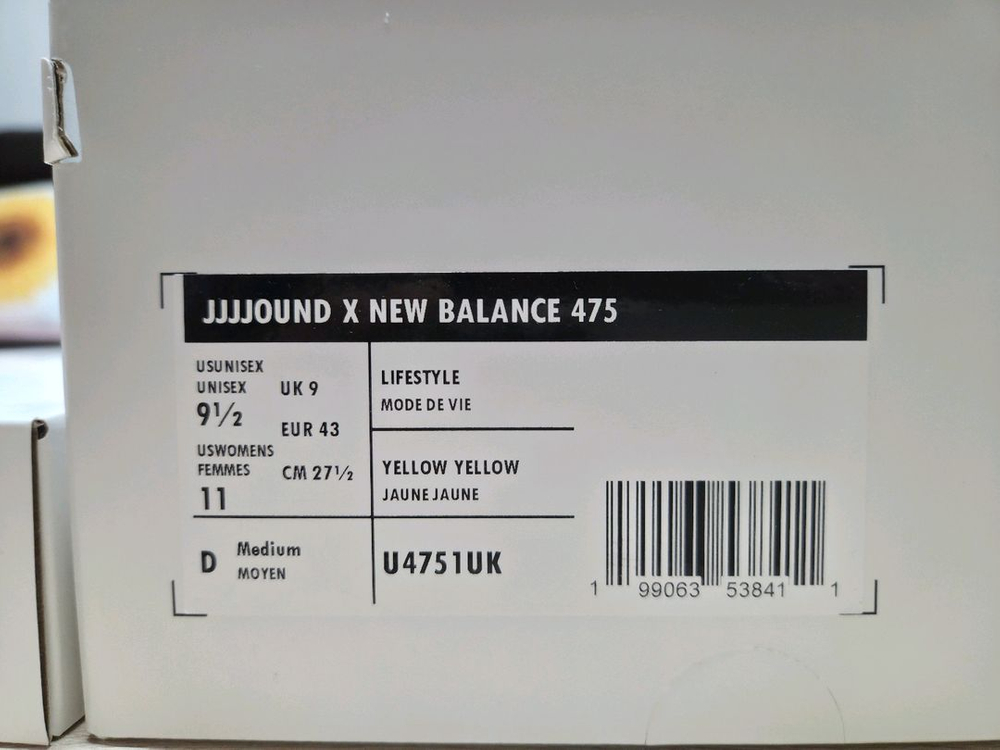 JJJJOUND X NEW BALANCE 475
USUNISEX
UNISEX
9½
USWOMENS
FEMMES
11
UK 9
EUR 43
CM 27½
LIFESTYLE
MODE DE VIE
YELLOW YELLOW
JAUNE JAUNE
D Medium
MOYEN
U4751UK
1 99063 53841 1